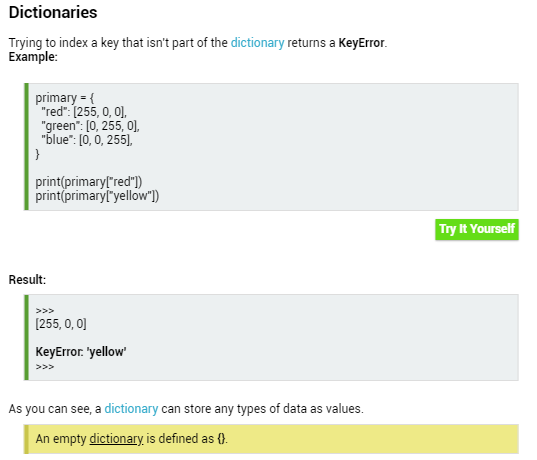 Dictionaries
Trying to index a key that isn't part of the dictionary returns a KeyError.
Example:
primary = {
"red": [255, 0, 0],
"green": [0, 255, 0],
"blue": [0, 0, 255],
}
print(primary["red"])
print(primary["yellow"])
Try It Yourself
Result:
>>>
[255, 0, 0]
KeyError: 'yellow'
>>>
As you can see, a dictionary can store any types of data as values.
An empty dictionary is defined as {}.